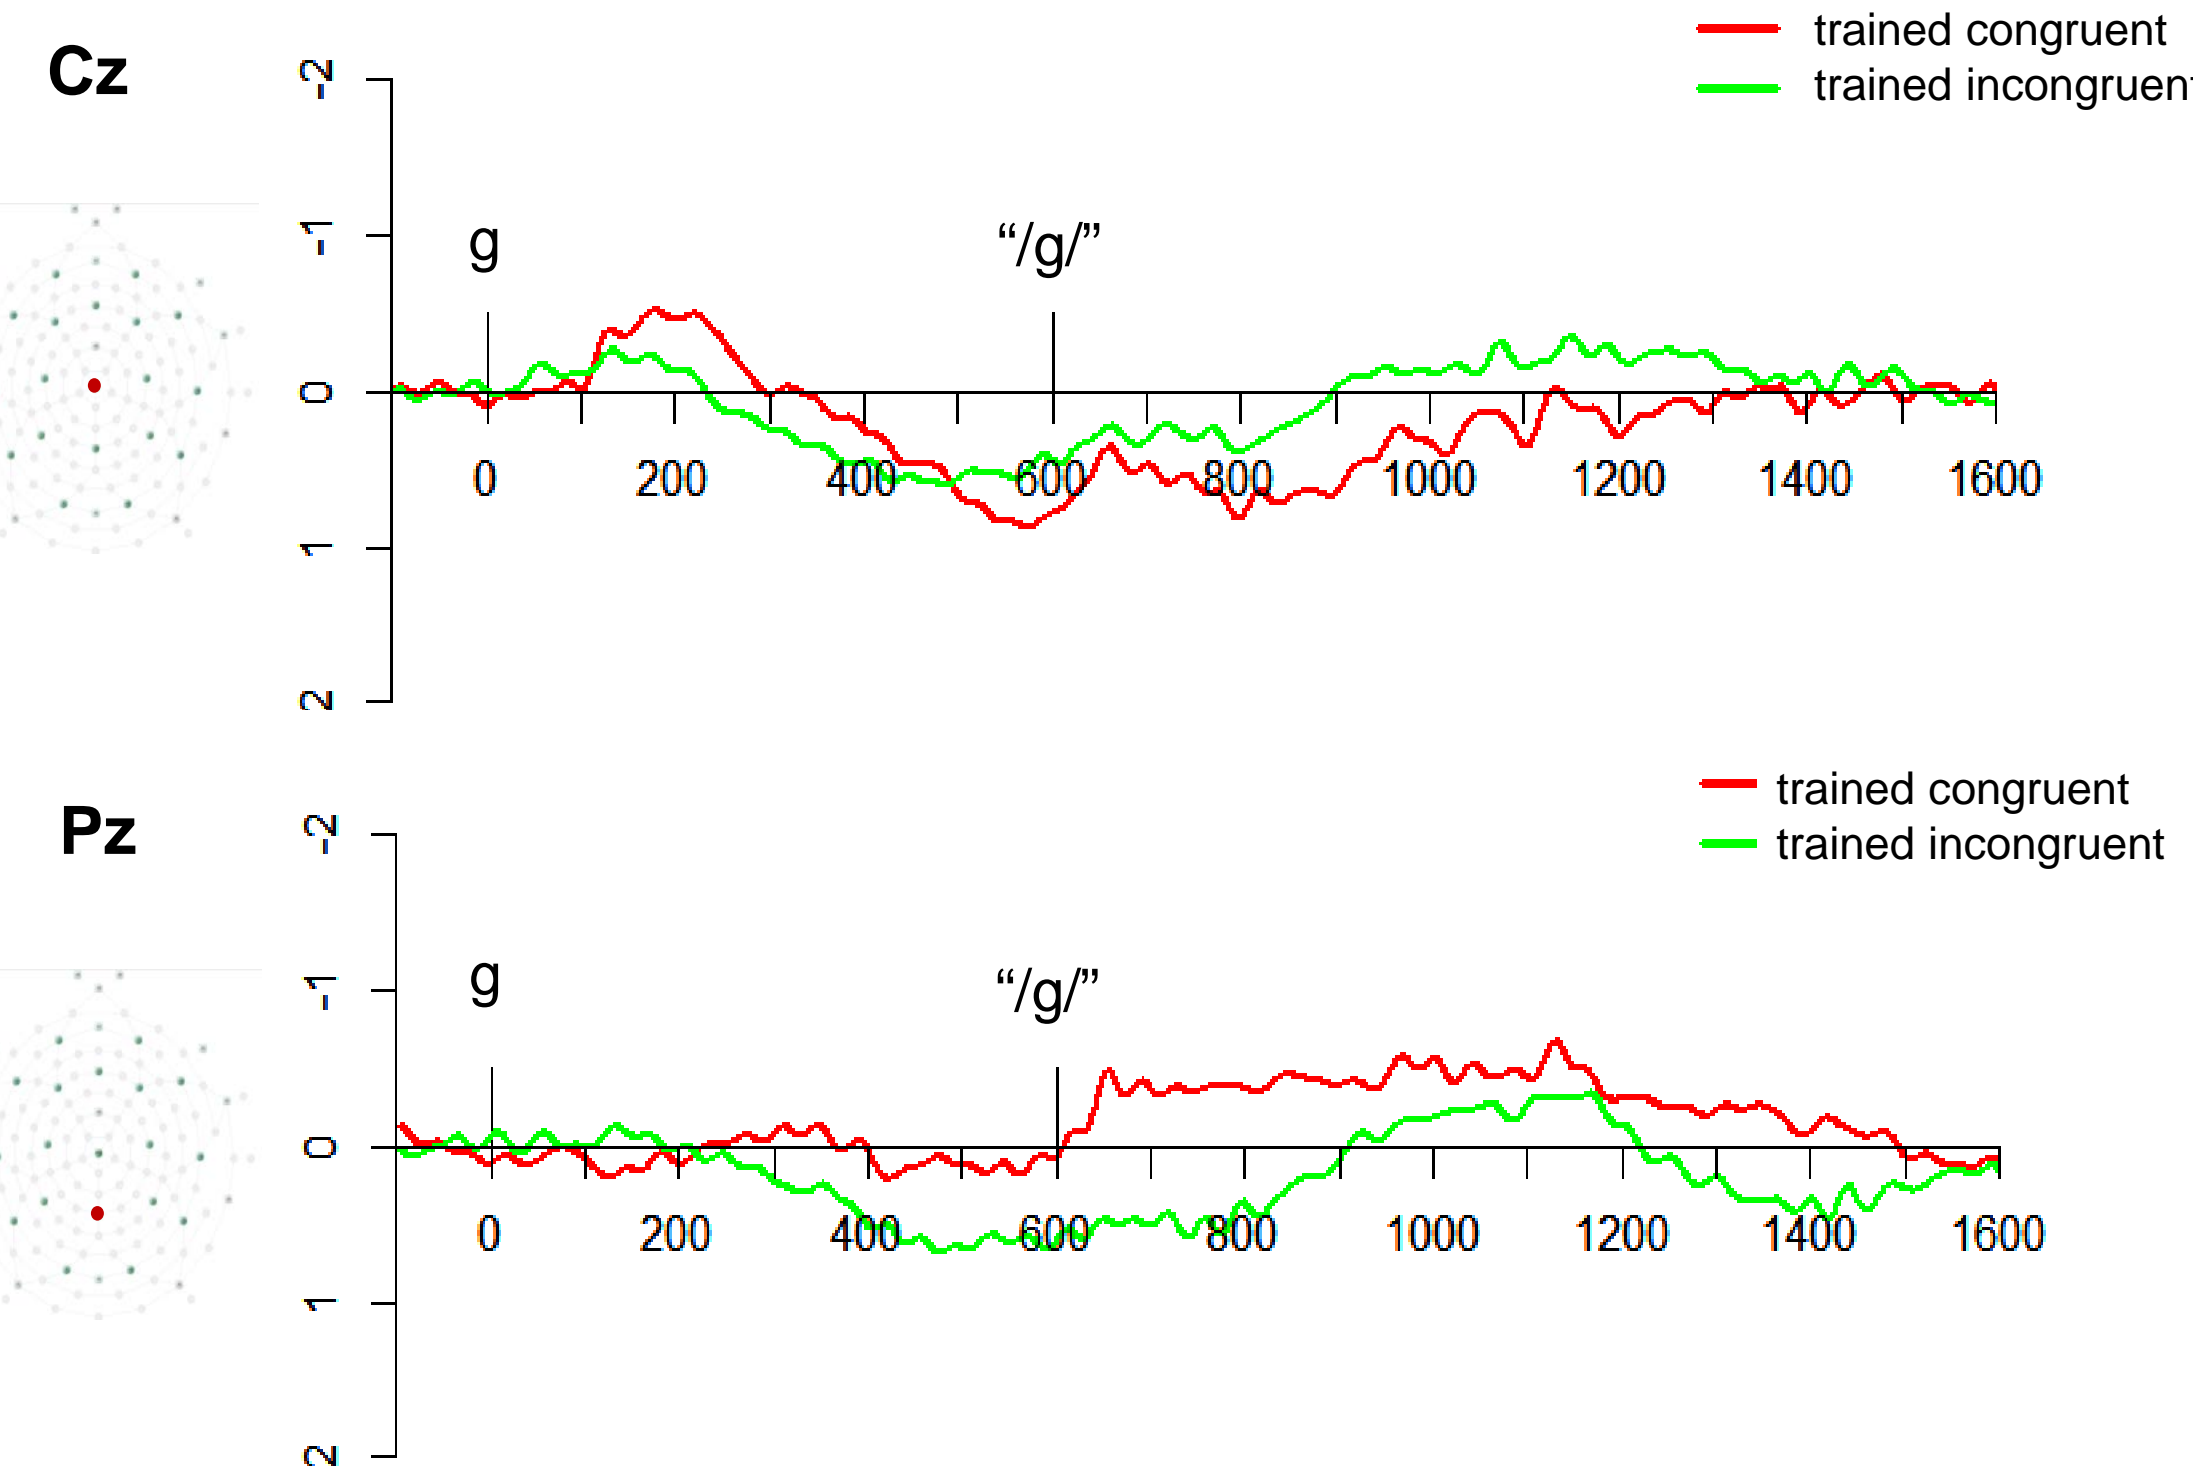 trained congruent
trained incongruent
Cz
-2
-1
0
1
2
g
“/g/”
0 200 400 600 800 1000 1200 1400 1600
trained congruent
trained incongruent
Pz
-2
-1
0
1
2
g
“/g/”
0 200 400 600 800 1000 1200 1400 1600